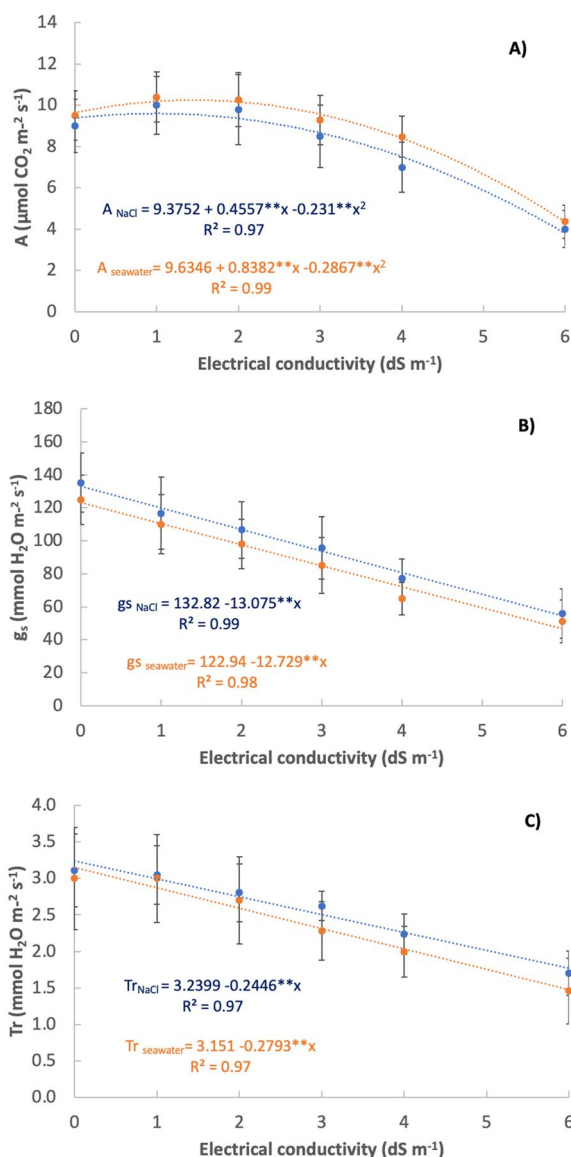 A)
14
12
10
8
6
4
2
0
A (μmol CO₂ m⁻² s⁻¹)
A NaCl = 9.3752 + 0.4557**x -0.231**x²
R² = 0.97
A seawater= 9.6346 + 0.8382**x -0.2867**x²
R² = 0.99
0 1 2 3 4 5 6
Electrical conductivity (dS m⁻¹)
B)
180
160
140
120
100
80
60
40
20
0
gₛ (mmol H₂O m⁻² s⁻¹)
gs NaCl = 132.82 -13.075**x
R² = 0.99
gs seawater= 122.94 -12.729**x
R² = 0.98
0 1 2 3 4 5 6
Electrical conductivity (dS m⁻¹)
C)
4.0
3.5
3.0
2.5
2.0
1.5
1.0
0.5
0.0
Tr (mmol H₂O m⁻² s⁻¹)
TrNaCl = 3.2399 -0.2446**x
R² = 0.97
Tr seawater= 3.151 -0.2793**x
R² = 0.97
0 1 2 3 4 5 6
Electrical conductivity (dS m⁻¹)